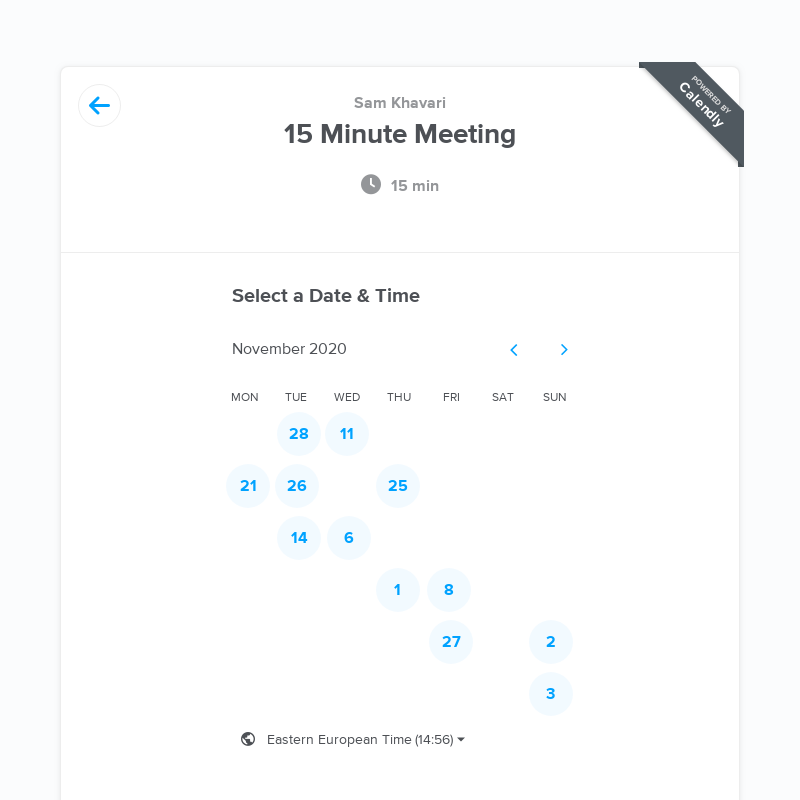 POWERED BY
Calendly
Sam Khavari
15 Minute Meeting
15 min
Select a Date & Time
November 2020
MON TUE WED THU FRI SAT SUN
28 11
21 26 25
14 6
1 8
27 2
3
Eastern European Time (14:56)